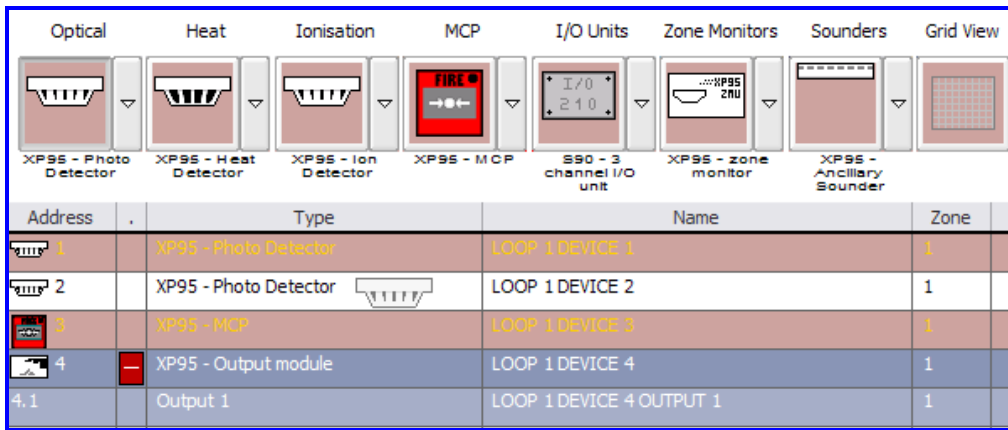 Optical Heat Ionisation MCP I/O Units Zone Monitors Sounders Grid View
FIRE
I/O
210
XP95
ZMU
XP95 - Photo Detector
XP95 - Heat Detector
XP95 - Ion Detector
XP95 - MCP
S90 - 3 channel I/O unit
XP95 - zone monitor
XP95 - Ancillary Sounder
Address . Type Name Zone
1 XP95 - Photo Detector LOOP 1 DEVICE 1 1
2 XP95 - Photo Detector LOOP 1 DEVICE 2 1
3 XP95 - MCP LOOP 1 DEVICE 3 1
4 XP95 - Output module LOOP 1 DEVICE 4 1
4.1 Output 1 LOOP 1 DEVICE 4 OUTPUT 1 1